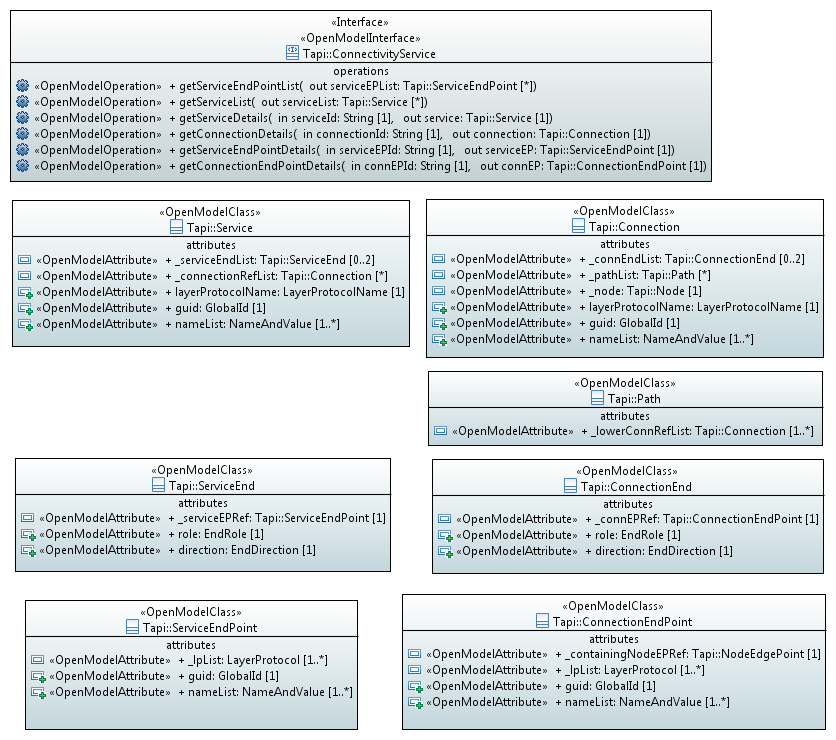 «Interface»
«OpenModelInterface»
Tapi::ConnectivityService
operations
«OpenModelOperation» + getServiceEndPointList( out serviceEPList: Tapi::ServiceEndPoint [*])
«OpenModelOperation» + getServiceList( out serviceList: Tapi::Service [*])
«OpenModelOperation» + getServiceDetails( in serviceId: String [1], out service: Tapi::Service [1])
«OpenModelOperation» + getConnectionDetails( in connectionId: String [1], out connection: Tapi::Connection [1])
«OpenModelOperation» + getServiceEndPointDetails( in serviceEPId: String [1], out serviceEP: Tapi::ServiceEndPoint [1])
«OpenModelOperation» + getConnectionEndPointDetails( in connEPId: String [1], out connEP: Tapi::ConnectionEndPoint [1])
«OpenModelClass»
Tapi::Service
attributes
«OpenModelAttribute» + _serviceEndList: Tapi::ServiceEnd [0..2]
«OpenModelAttribute» + _connectionRefList: Tapi::Connection [*]
«OpenModelAttribute» + layerProtocolName: LayerProtocolName [1]
«OpenModelAttribute» + guid: GlobalId [1]
«OpenModelAttribute» + nameList: NameAndValue [1..*]
«OpenModelClass»
Tapi::Connection
attributes
«OpenModelAttribute» + _connEndList: Tapi::ConnectionEnd [0..2]
«OpenModelAttribute» + _pathList: Tapi::Path [*]
«OpenModelAttribute» + _node: Tapi::Node [1]
«OpenModelAttribute» + layerProtocolName: LayerProtocolName [1]
«OpenModelAttribute» + guid: GlobalId [1]
«OpenModelAttribute» + nameList: NameAndValue [1..*]
«OpenModelClass»
Tapi::Path
attributes
«OpenModelAttribute» + _lowerConnRefList: Tapi::Connection [1..*]
«OpenModelClass»
Tapi::ServiceEnd
attributes
«OpenModelAttribute» + _serviceEPRef: Tapi::ServiceEndPoint [1]
«OpenModelAttribute» + role: EndRole [1]
«OpenModelAttribute» + direction: EndDirection [1]
«OpenModelClass»
Tapi::ConnectionEnd
attributes
«OpenModelAttribute» + _connEPRef: Tapi::ConnectionEndPoint [1]
«OpenModelAttribute» + role: EndRole [1]
«OpenModelAttribute» + direction: EndDirection [1]
«OpenModelClass»
Tapi::ServiceEndPoint
attributes
«OpenModelAttribute» + _lpList: LayerProtocol [1..*]
«OpenModelAttribute» + guid: GlobalId [1]
«OpenModelAttribute» + nameList: NameAndValue [1..*]
«OpenModelClass»
Tapi::ConnectionEndPoint
attributes
«OpenModelAttribute» + _containingNodeEPRef: Tapi::NodeEdgePoint [1]
«OpenModelAttribute» + _lpList: LayerProtocol [1..*]
«OpenModelAttribute» + guid: GlobalId [1]
«OpenModelAttribute» + nameList: NameAndValue [1..*]